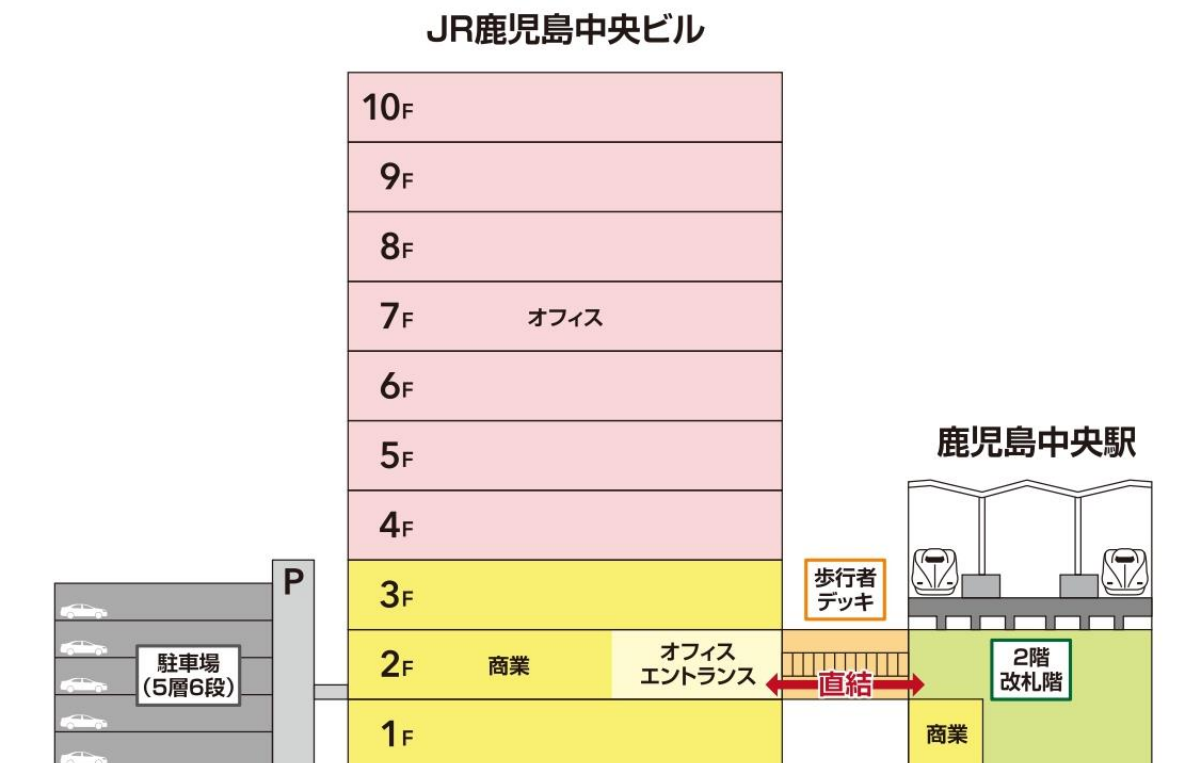 JR鹿児島中央ビル
10F
9F
8F
7F オフィス
6F
5F
4F
鹿児島中央駅
3F
歩行者
デッキ
P
駐車場
(5層6段)
2F 商業
オフィス
エントランス
直結
2階
改札階
1F
商業